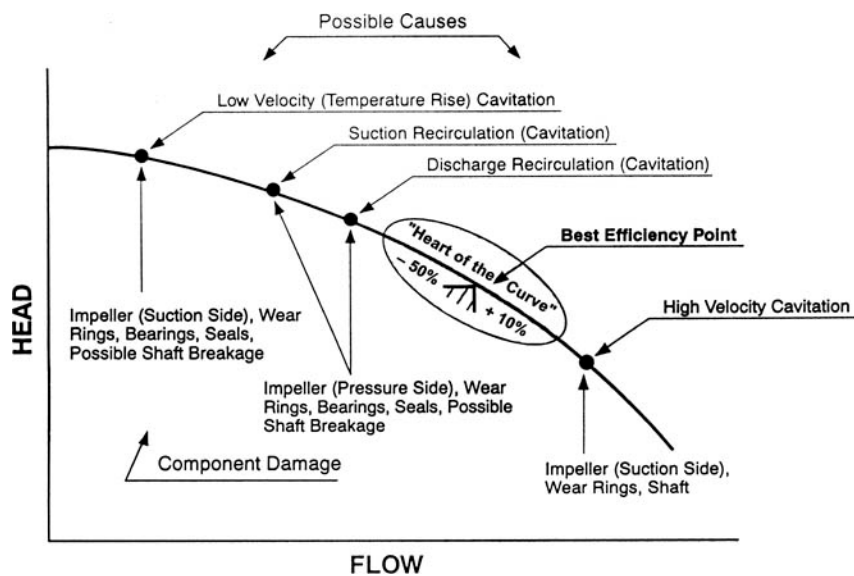 Possible Causes
Low Velocity (Temperature Rise) Cavitation
Suction Recirculation (Cavitation)
Discharge Recirculation (Cavitation)
"Heart of the Curve"
Best Efficiency Point
– 50%
+ 10%
High Velocity Cavitation
Impeller (Suction Side), Wear
Rings, Bearings, Seals,
Possible Shaft Breakage
Impeller (Pressure Side), Wear
Rings, Bearings, Seals, Possible
Shaft Breakage
Impeller (Suction Side),
Wear Rings, Shaft
Component Damage
HEAD
FLOW